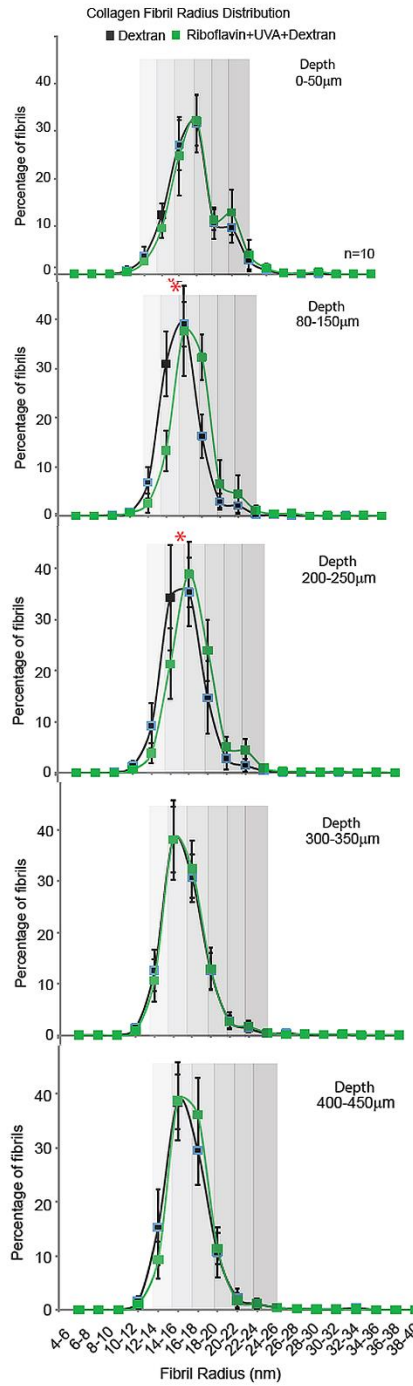 Collagen Fibril Radius Distribution
Dextran Riboflavin+UVA+Dextran
Percentage of fibrils
40
30
20
10
0
Depth
0-50µm
n=10
*
Percentage of fibrils
40
30
20
10
0
Depth
80-150µm
*
Percentage of fibrils
40
30
20
10
0
Depth
200-250µm
Percentage of fibrils
40
30
20
10
0
Depth
300-350µm
Percentage of fibrils
40
30
20
10
0
Depth
400-450µm
4-6 6-8 8-10 10-12 12-14 14-16 16-18 18-20 20-22 22-24 24-26 26-28 28-30 30-32 32-34 34-36 36-38
Fibril Radius (nm)